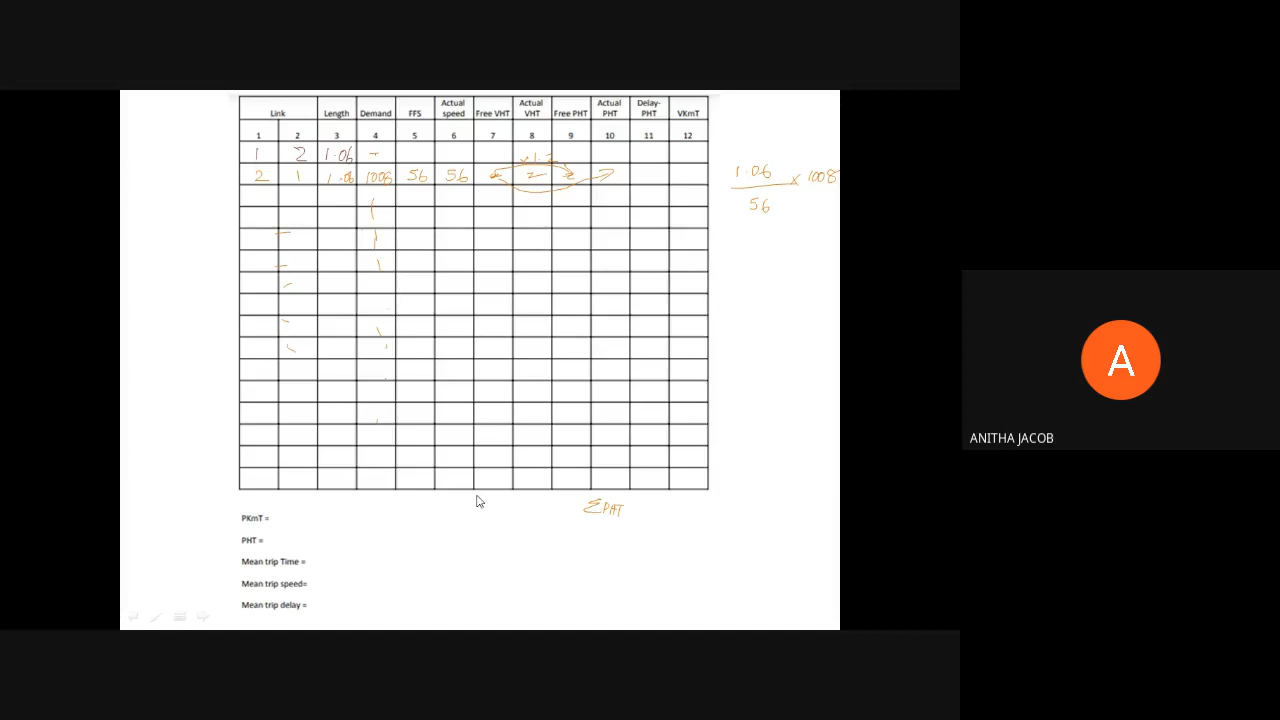 Link Length Demand FFS Actual speed Free VHT Actual VHT Free PHT Actual PHT Delay-PHT VKmT
1 2 3 4 5 6 7 8 9 10 11 12
1 2 1.06
×1.2
2 1 1.06 1008 56 56
1.06 × 1008
56
ΣPHT
PKmT =
PHT =
Mean trip Time =
Mean trip speed=
Mean trip delay =
A
ANITHA JACOB